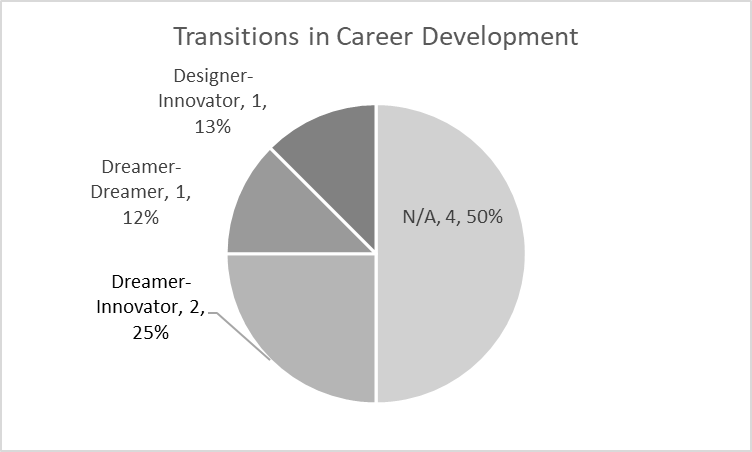 Transitions in Career Development
Designer-
Innovator, 1,
13%
Dreamer-
Dreamer, 1,
12%
N/A, 4, 50%
Dreamer-
Innovator, 2,
25%